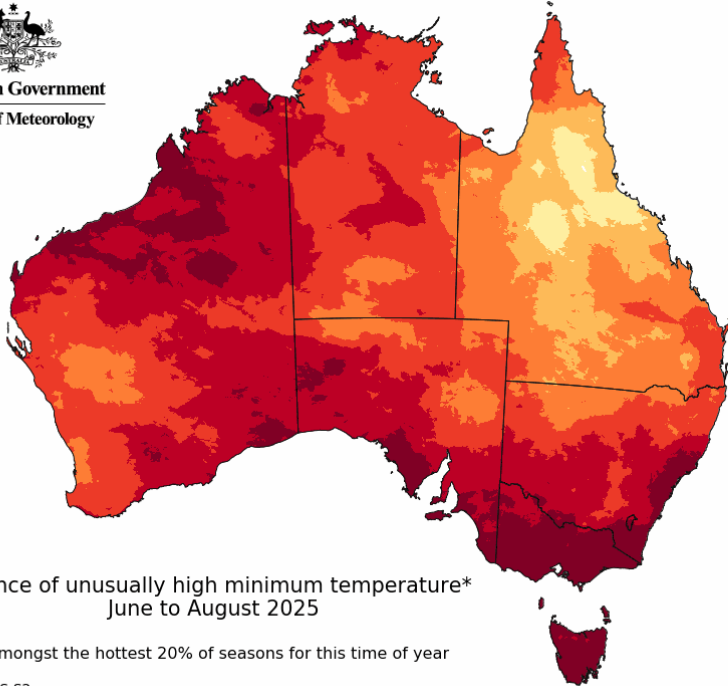 n Government
f Meteorology
nce of unusually high minimum temperature*
June to August 2025
mongst the hottest 20% of seasons for this time of year